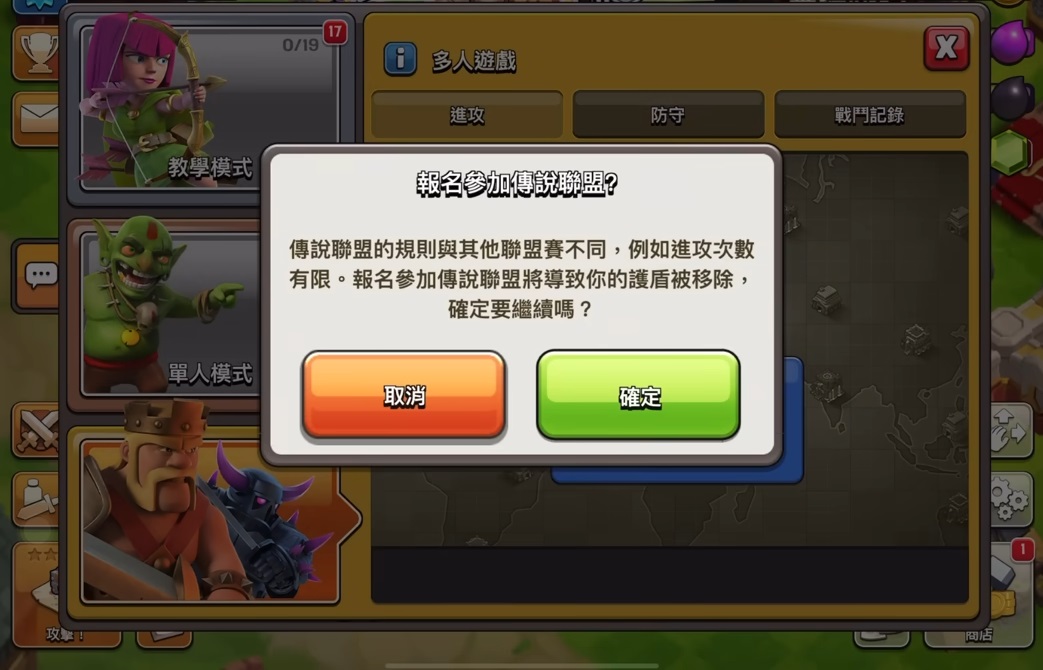 17
0/19
多人遊戲
進攻
防守
戰鬥記錄
教學模式
單人模式
報名參加傳說聯盟?
傳說聯盟的規則與其他聯盟賽不同，例如進攻次數
有限。報名參加傳說聯盟將導致你的護盾被移除，
確定要繼續嗎？
取消
確定
1
攻擊！
商店